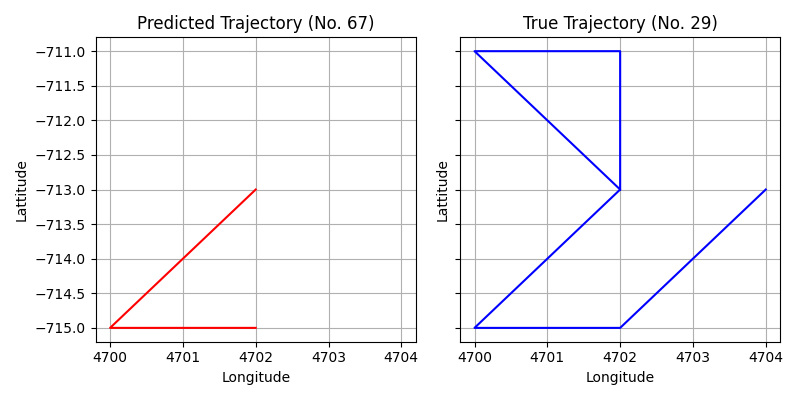 Predicted Trajectory (No. 67)
True Trajectory (No. 29)
Lattitude
−711.0
−711.5
−712.0
−712.5
−713.0
−713.5
−714.0
−714.5
−715.0
4700 4701 4702 4703 4704
Longitude
Lattitude
4700 4701 4702 4703 4704
Longitude